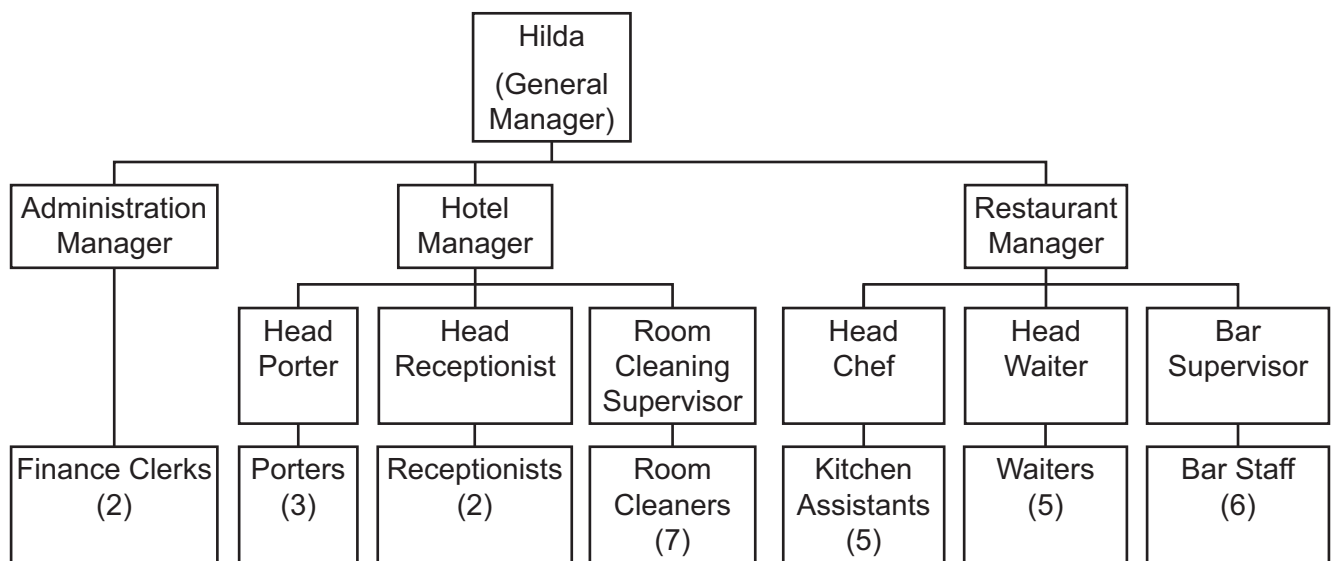 Hilda
(General
Manager)
Administration
Manager
Hotel
Manager
Restaurant
Manager
Head
Porter
Head
Receptionist
Room
Cleaning
Supervisor
Head
Chef
Head
Waiter
Bar
Supervisor
Finance Clerks
(2)
Porters
(3)
Receptionists
(2)
Room
Cleaners
(7)
Kitchen
Assistants
(5)
Waiters
(5)
Bar Staff
(6)